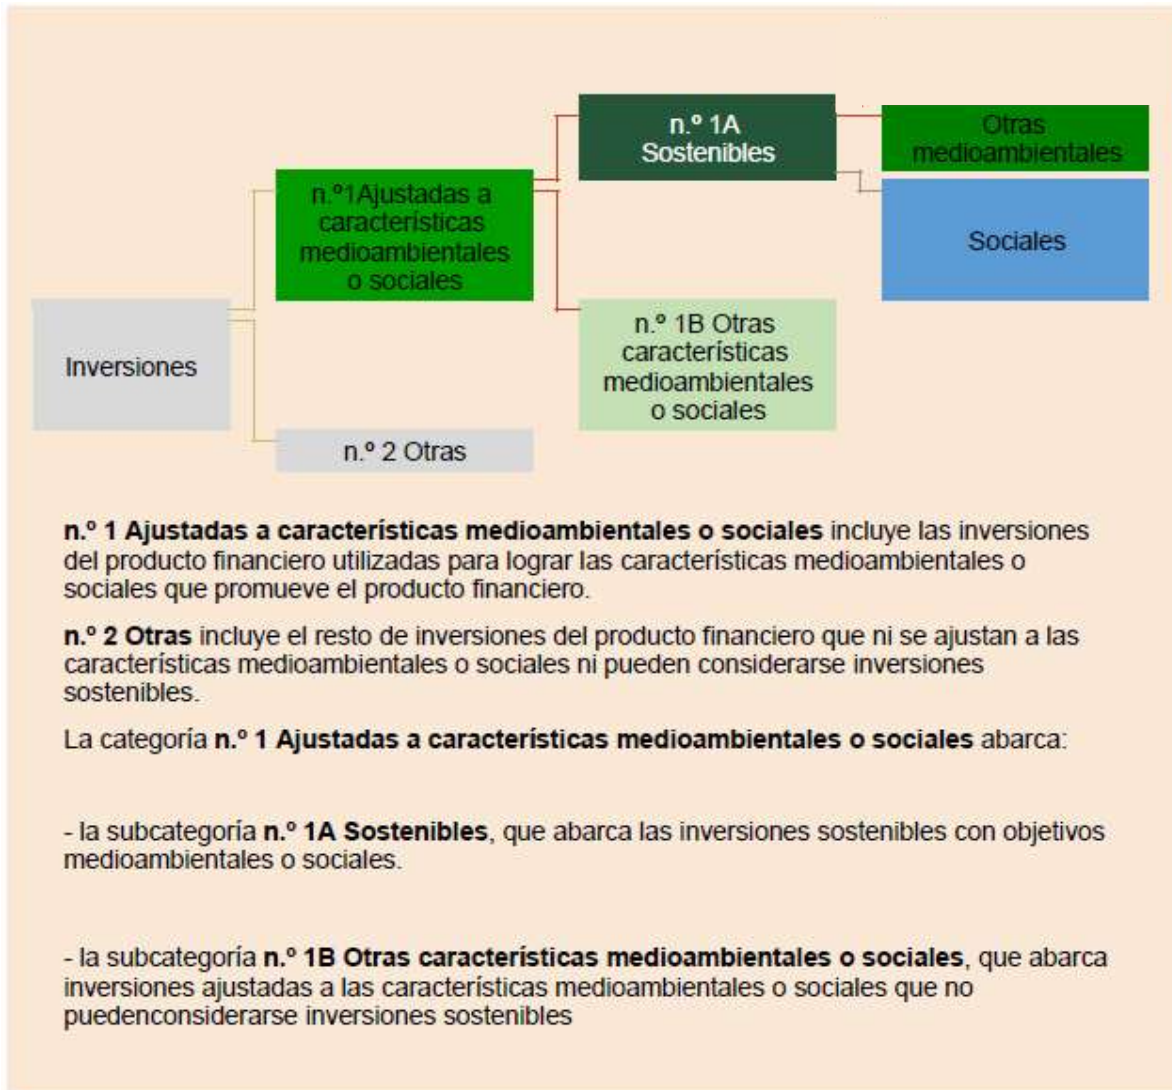 n.º 1A
Sostenibles
Otras
medioambientales
n.º1Ajustadas a
características
medioambientales
o sociales
Sociales
n.º 1B Otras
características
medioambientales
o sociales
Inversiones
n.º 2 Otras
n.º 1 Ajustadas a características medioambientales o sociales incluye las inversiones
del producto financiero utilizadas para lograr las características medioambientales o
sociales que promueve el producto financiero.
n.º 2 Otras incluye el resto de inversiones del producto financiero que ni se ajustan a las
características medioambientales o sociales ni pueden considerarse inversiones
sostenibles.
La categoría n.º 1 Ajustadas a características medioambientales o sociales abarca:
- la subcategoría n.º 1A Sostenibles, que abarca las inversiones sostenibles con objetivos
medioambientales o sociales.
- la subcategoría n.º 1B Otras características medioambientales o sociales, que abarca
inversiones ajustadas a las características medioambientales o sociales que no
puedenconsiderarse inversiones sostenibles